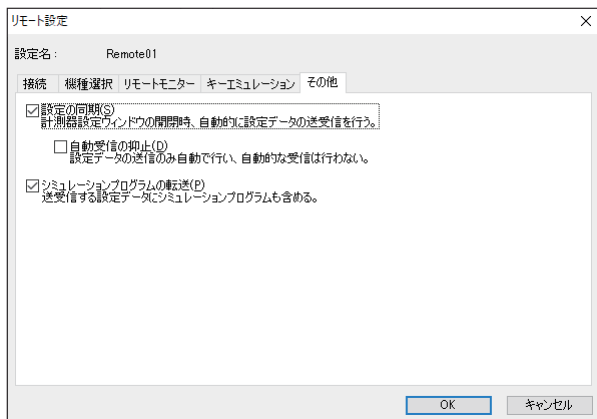 リモート設定
設定名： Remote01
接続 機種選択 リモートモニター キーエミュレーション その他
設定の同期(S)
計測器設定ウィンドウの開閉時、自動的に設定データの送受信を行う。
自動受信の抑止(D)
設定データの送信のみ自動で行い、自動的な受信は行わない。
シミュレーションプログラムの転送(P)
送受信する設定データにシミュレーションプログラムも含める。
OK キャンセル